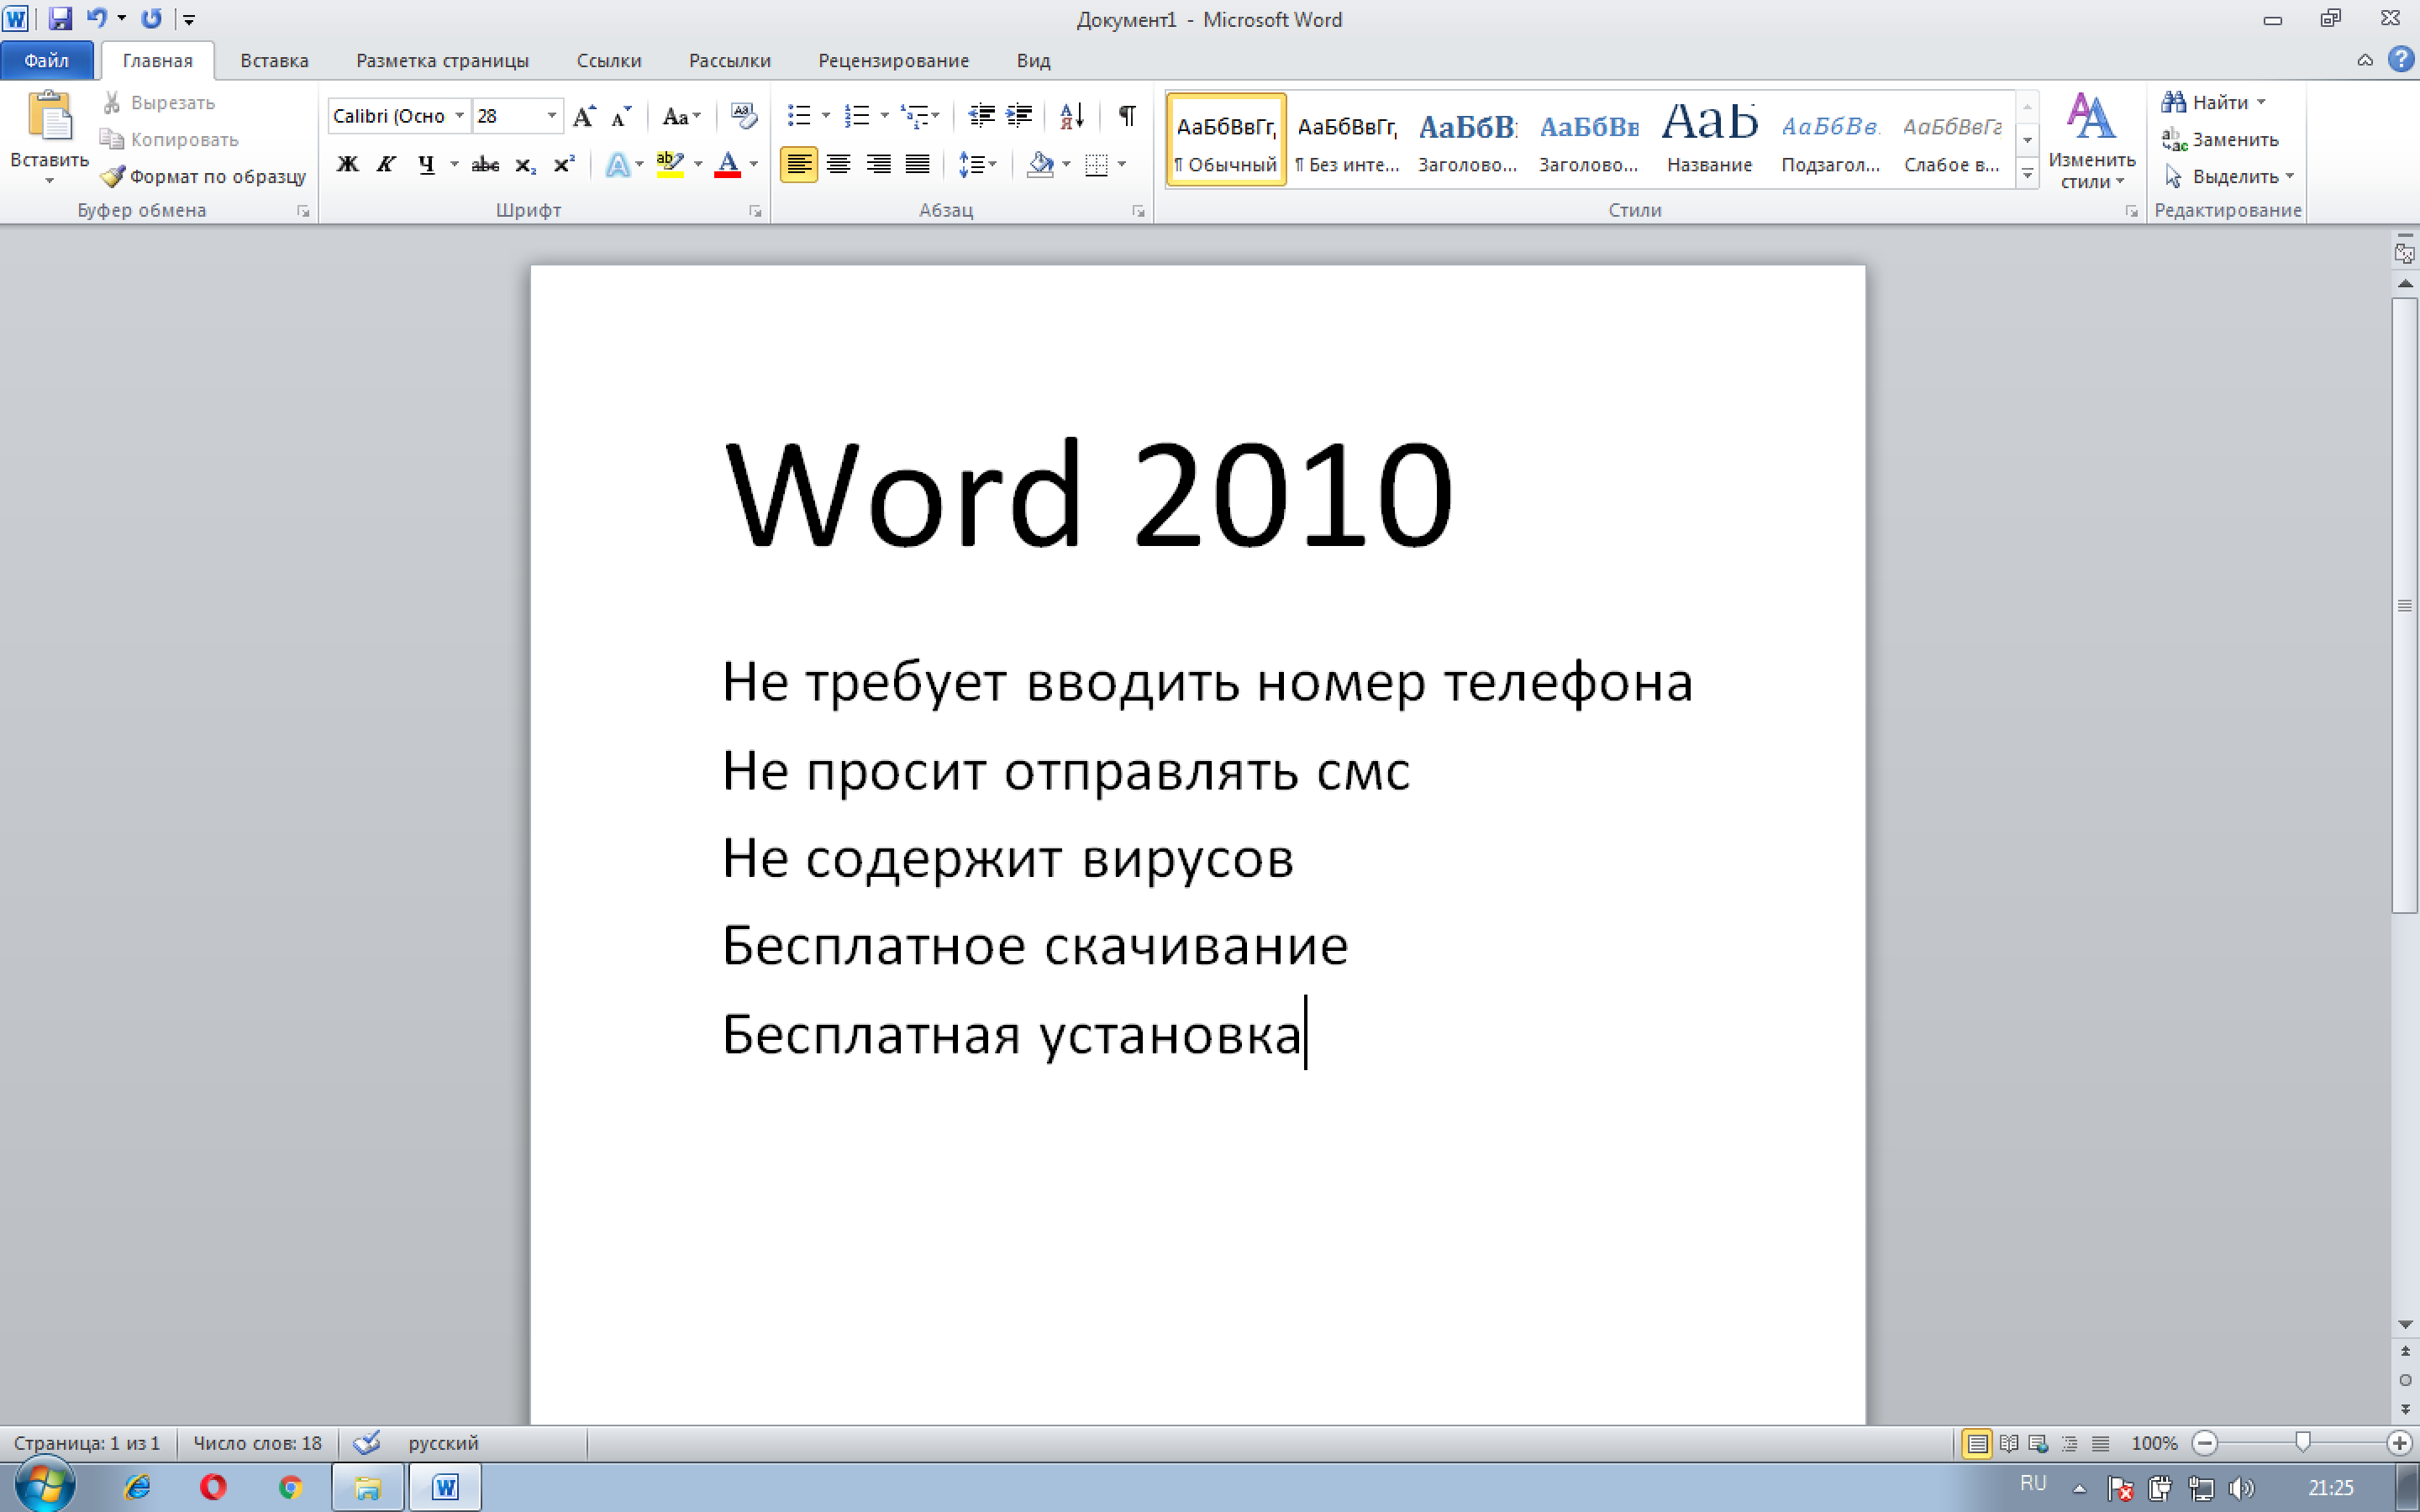 Документ1 - Microsoft Word
Файл Главная Вставка Разметка страницы Ссылки Рассылки Рецензирование Вид
Вставить
Вырезать
Копировать
Формат по образцу
Буфер обмена
Calibri (Осно 28
Ж К Ч abc x₂ x²
Шрифт
Абзац
АаБбВвГг, АаБбВвГг, АаБбВ АаБбВв АаБ АаБбВв. АаБбВвГг
¶ Обычный ¶ Без инте... Заголово... Заголово... Название Подзагол... Слабое в...
Изменить
стили
Стили
Найти
Заменить
Выделить
Редактирование
Word 2010
Не требует вводить номер телефона
Не просит отправлять смс
Не содержит вирусов
Бесплатное скачивание
Бесплатная установка
Страница: 1 из 1 Число слов: 18 русский 100%
RU 21:25